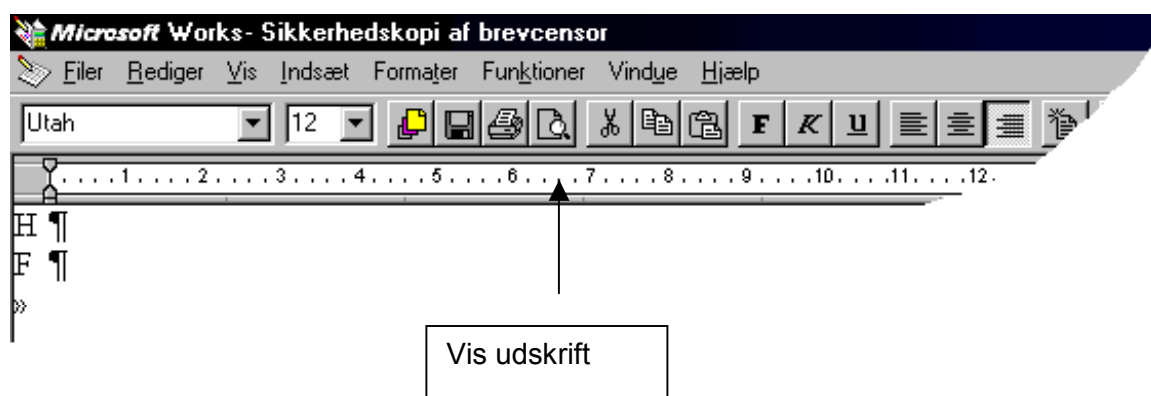 Microsoft Works- Sikkerhedskopi af brevcensor
Filer Rediger Vis Indsæt Formater Funktioner Vindue Hjælp
Utah 12 F K U
. . . . 1 . . . . 2 . . . . 3 . . . . 4 . . . . 5 . . . . 6 . . . . 7 . . . . 8 . . . . 9 . . . . 10. . . . 11. . . . 12.
H ¶
F ¶
»
Vis udskrift